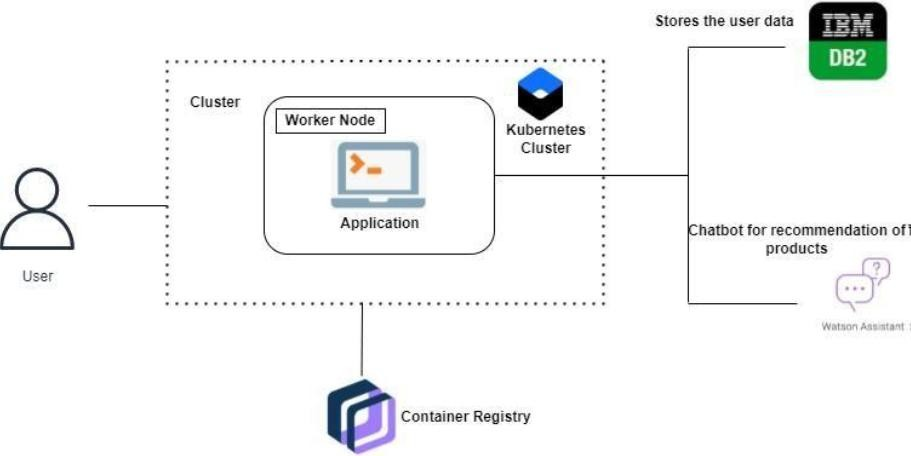 Stores the user data
IBM
DB2
Cluster
Worker Node
Kubernetes
Cluster
Application
User
Chatbot for recommendation of
products
?
Watson Assistant
Container Registry